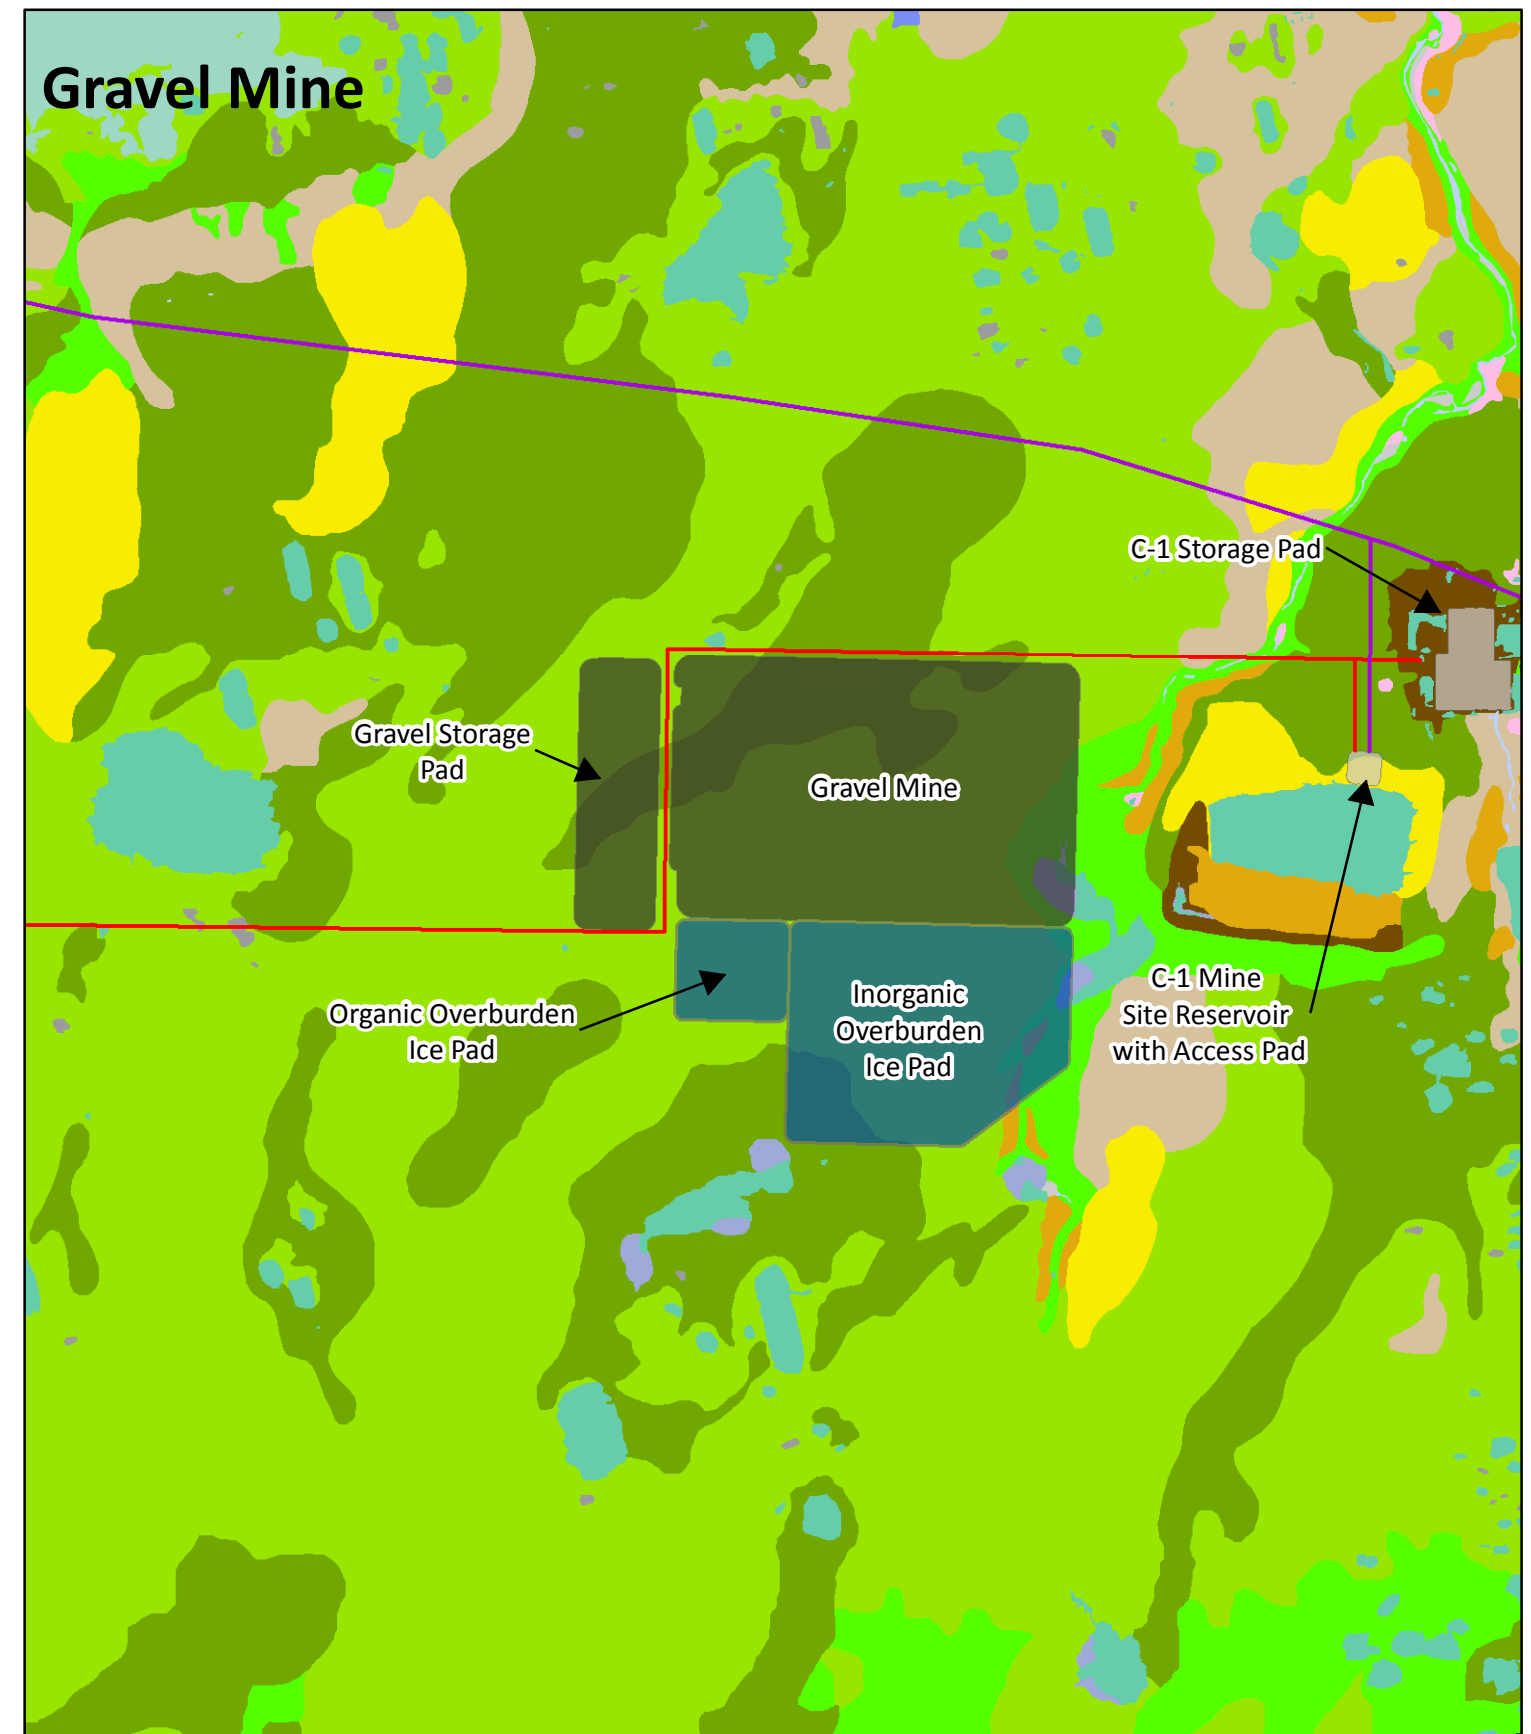 Gravel Mine
C-1 Storage Pad
Gravel Storage
Pad
Gravel Mine
Organic Overburden
Ice Pad
Inorganic
Overburden
Ice Pad
C-1 Mine
Site Reservoir
with Access Pad